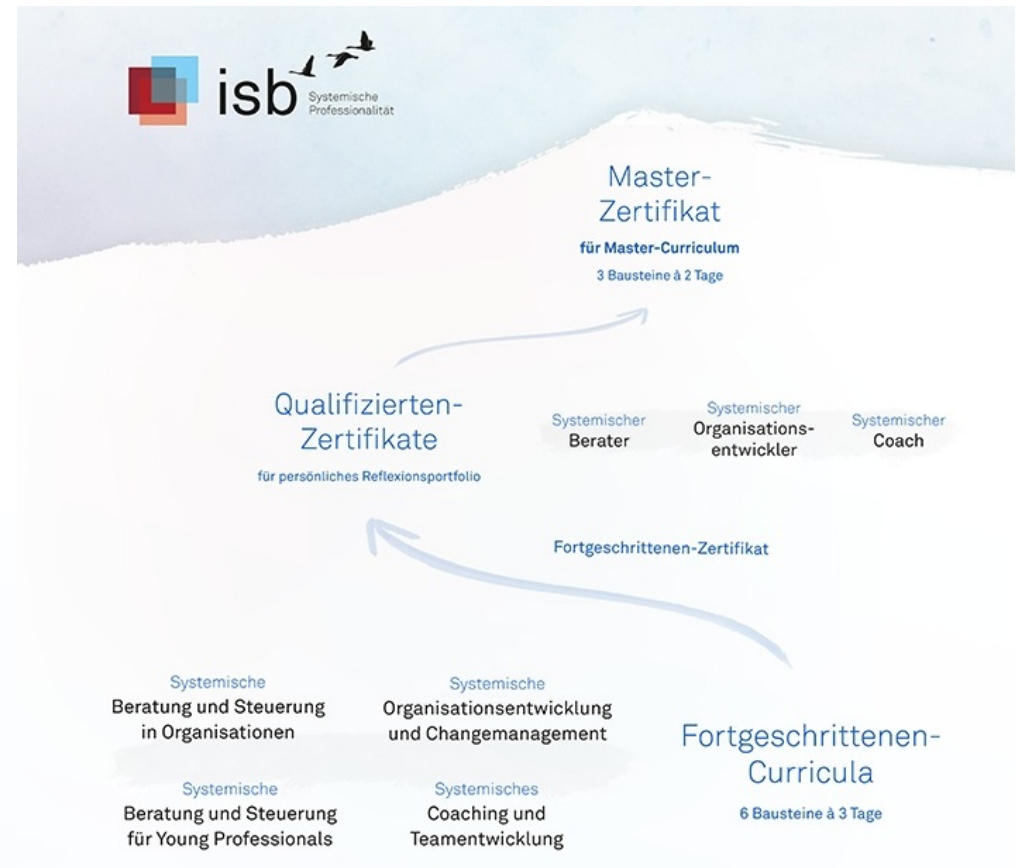 isb
Systemische
Professionalität
Master-
Zertifikat
für Master-Curriculum
3 Bausteine à 2 Tage
Qualifizierten-
Zertifikate
für persönliches Reflexionsportfolio
Systemischer
Berater
Systemischer
Organisations-
entwickler
Systemischer
Coach
Fortgeschrittenen-Zertifikat
Systemische
Beratung und Steuerung
in Organisationen
Systemische
Organisationsentwicklung
und Changemanagement
Systemische
Beratung und Steuerung
für Young Professionals
Systemisches
Coaching und
Teamentwicklung
Fortgeschrittenen-
Curricula
6 Bausteine à 3 Tage